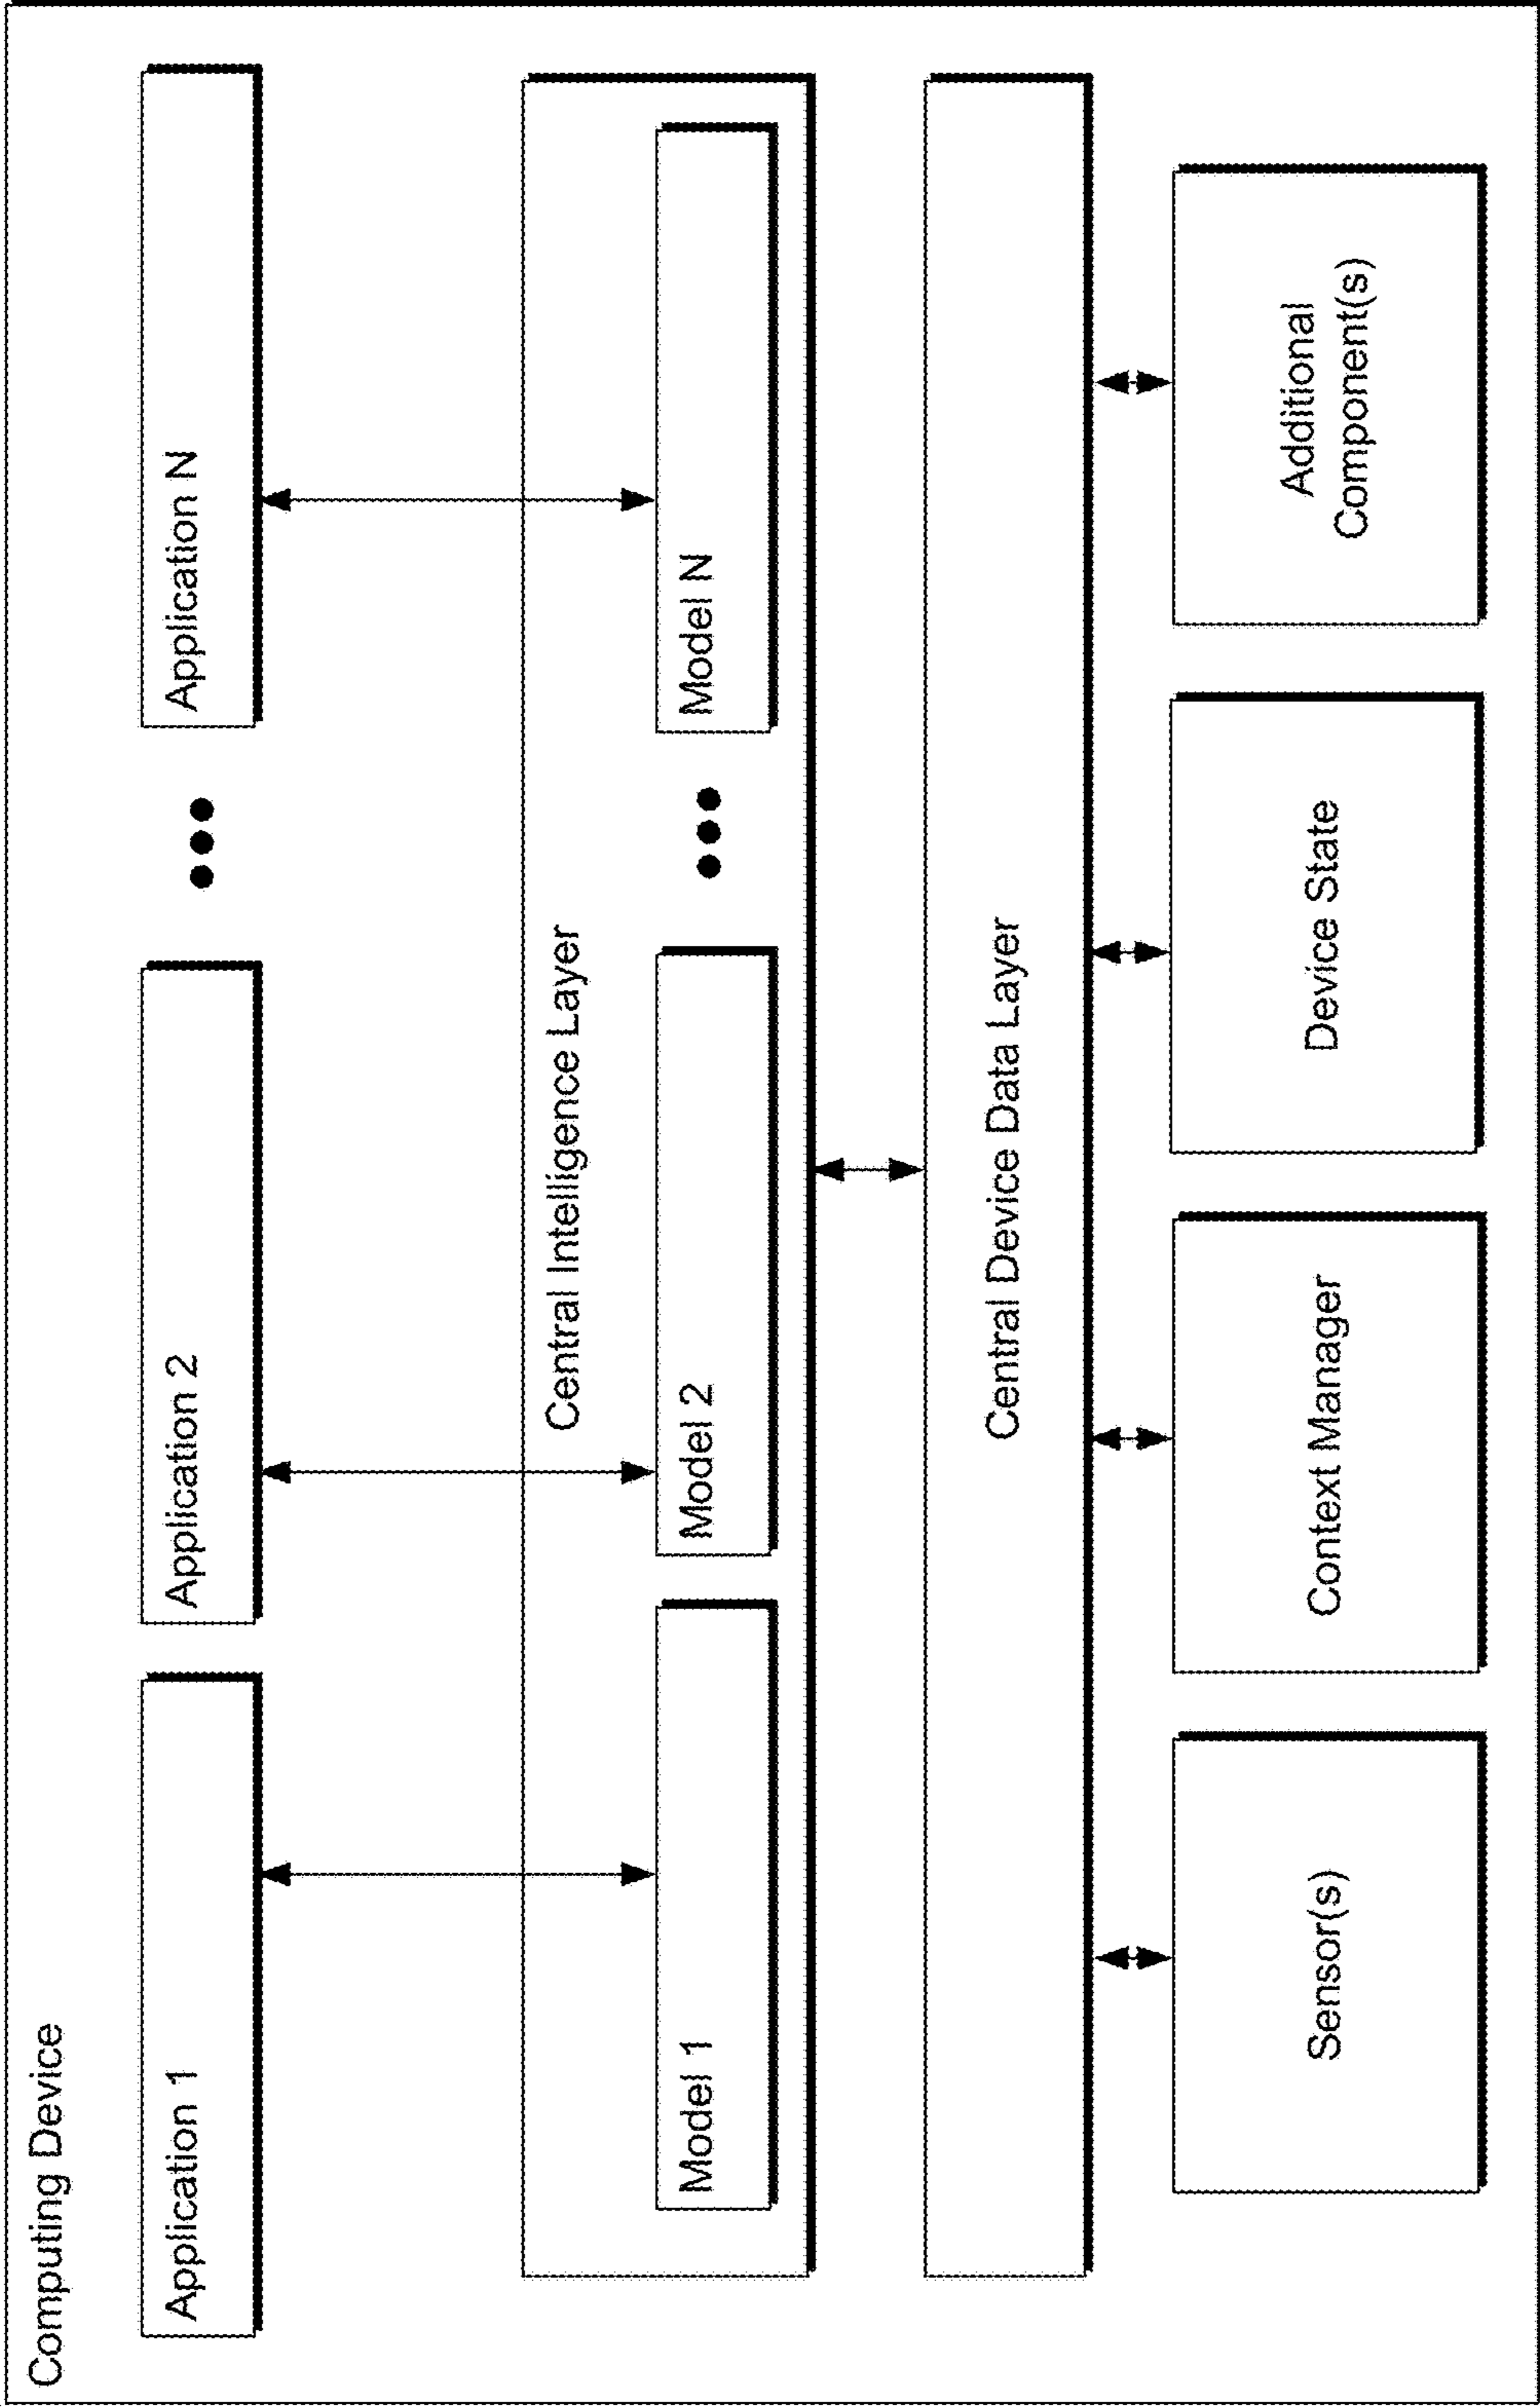 Computing Device
Application 1
Application 2
Application N
Central Intelligence Layer
Model 1
Model 2
Model N
Central Device Data Layer
Sensor(s)
Context Manager
Device State
Additional
Component(s)